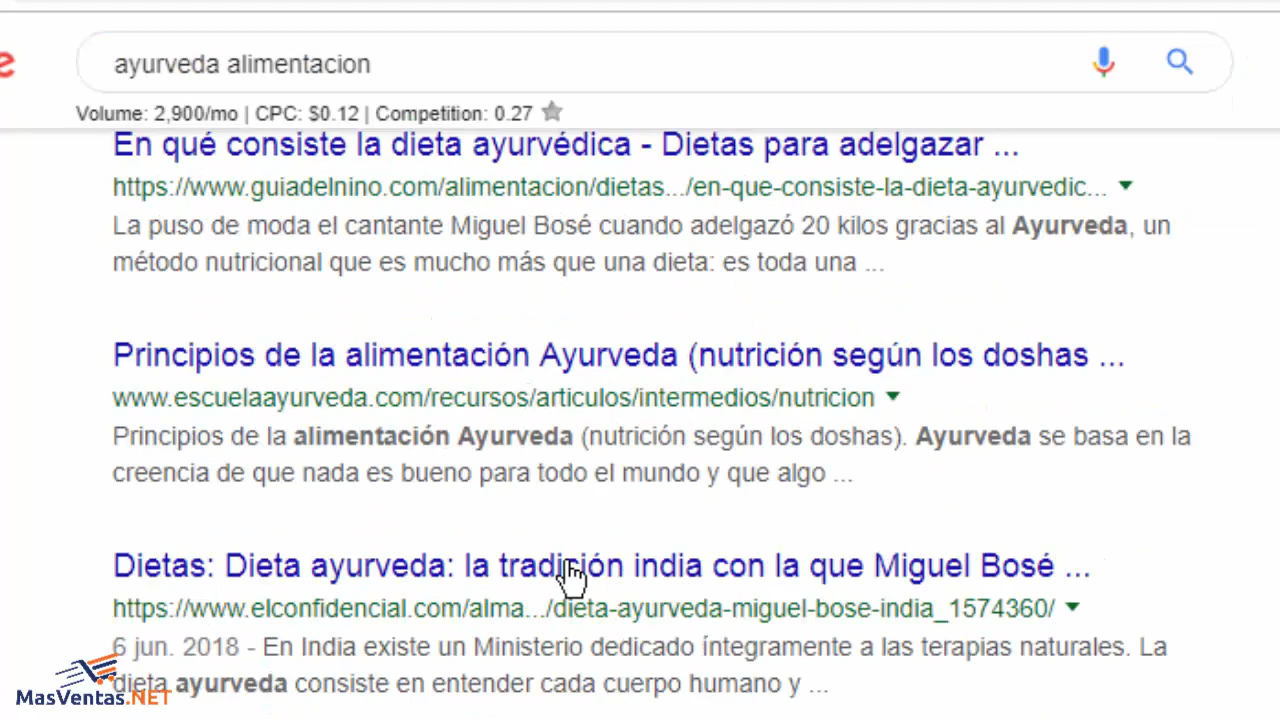 e
ayurveda alimentacion
Volume: 2,900/mo | CPC: $0.12 | Competition: 0.27
En qué consiste la dieta ayurvédica - Dietas para adelgazar ...
https://www.guiadelnino.com/alimentacion/dietas.../en-que-consiste-la-dieta-ayurvedic...
La puso de moda el cantante Miguel Bosé cuando adelgazó 20 kilos gracias al Ayurveda, un
método nutricional que es mucho más que una dieta: es toda una ...
Principios de la alimentación Ayurveda (nutrición según los doshas ...
www.escuelaayurveda.com/recursos/articulos/intermedios/nutricion
Principios de la alimentación Ayurveda (nutrición según los doshas). Ayurveda se basa en la
creencia de que nada es bueno para todo el mundo y que algo ...
Dietas: Dieta ayurveda: la tradición india con la que Miguel Bosé ...
https://www.elconfidencial.com/alma.../dieta-ayurveda-miguel-bose-india_1574360/
6 jun. 2018 - En India existe un Ministerio dedicado íntegramente a las terapias naturales. La
dieta ayurveda consiste en entender cada cuerpo humano y ...
MasVentas.NET